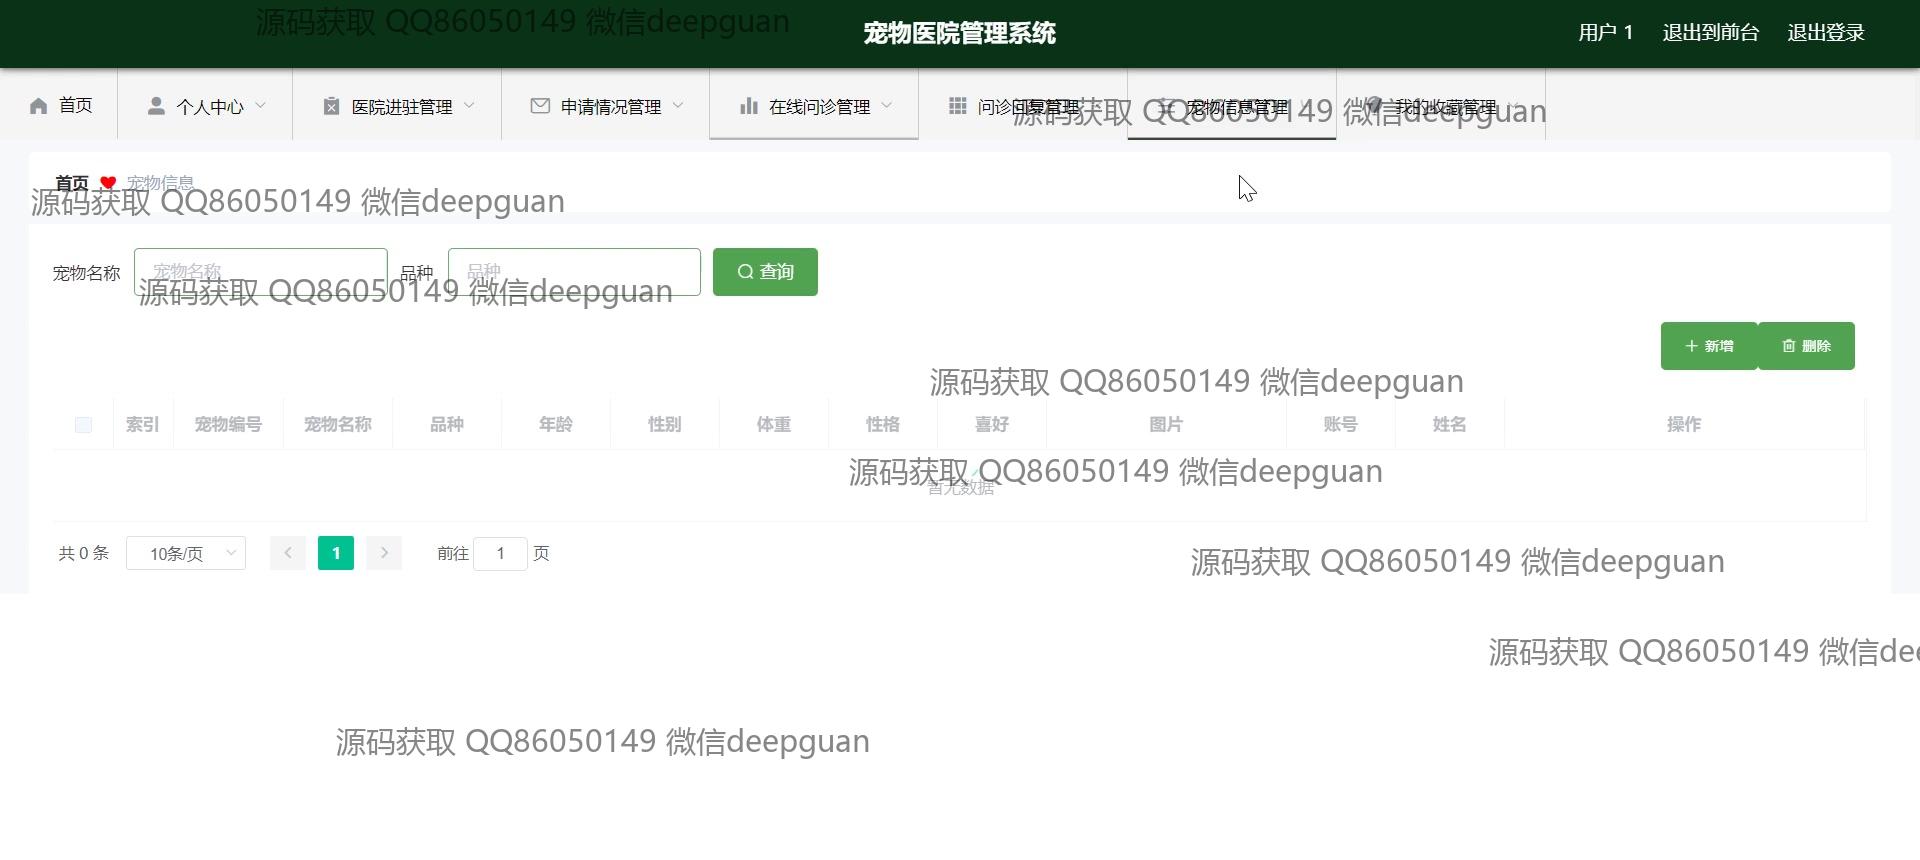 源码获取 QQ86050149 微信deepguan
宠物医院管理系统
用户 1 退出到前台 退出登录
首页 个人中心 医院进驻管理 申请情况管理 在线问诊管理 问诊回复管理 宠物信息管理 我的收藏管理
源码获取 QQ86050149 微信deepguan
首页 宠物信息
源码获取 QQ86050149 微信deepguan
宠物名称 宠物名称 品种 品种 查询
源码获取 QQ86050149 微信deepguan
新增 删除
源码获取 QQ86050149 微信deepguan
索引 宠物编号 宠物名称 品种 年龄 性别 体重 性格 喜好 图片 账号 姓名 操作
源码获取 QQ86050149 微信deepguan
暂无数据
共 0 条 10条/页 1 前往 1 页
源码获取 QQ86050149 微信deepguan
源码获取 QQ86050149 微信dee
源码获取 QQ86050149 微信deepguan